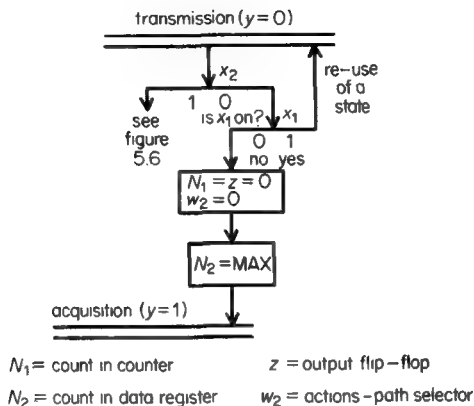 transmission (y=0)
x2
1 0
re-use
of a
state
see
figure
5.6
is x1 on? x1
0 1
no yes
N1 = z = 0
w2 = 0
N2 = MAX
acquisition (y=1)
N1 = count in counter z = output flip-flop
N2 = count in data register w2 = actions-path selector